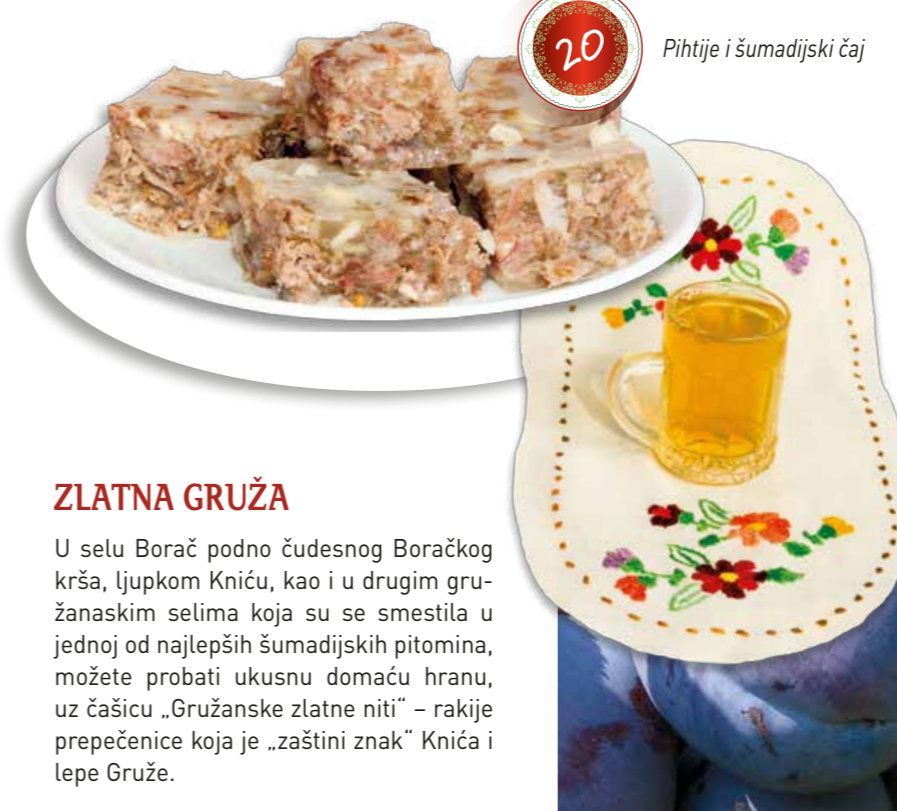 20
Pihtije i šumadijski čaj
ZLATNA GRUŽA
U selu Borač podno čudesnog Boračkog
krša, ljupkom Kniću, kao i u drugim gru-
žanaskim selima koja su se smestila u
jednoj od najlepših šumadijskih pitomina,
možete probati ukusnu domaću hranu,
uz čašicu „Gružanske zlatne niti“ – rakije
prepečenice koja je „zaštini znak“ Knića i
lepe Gruže.